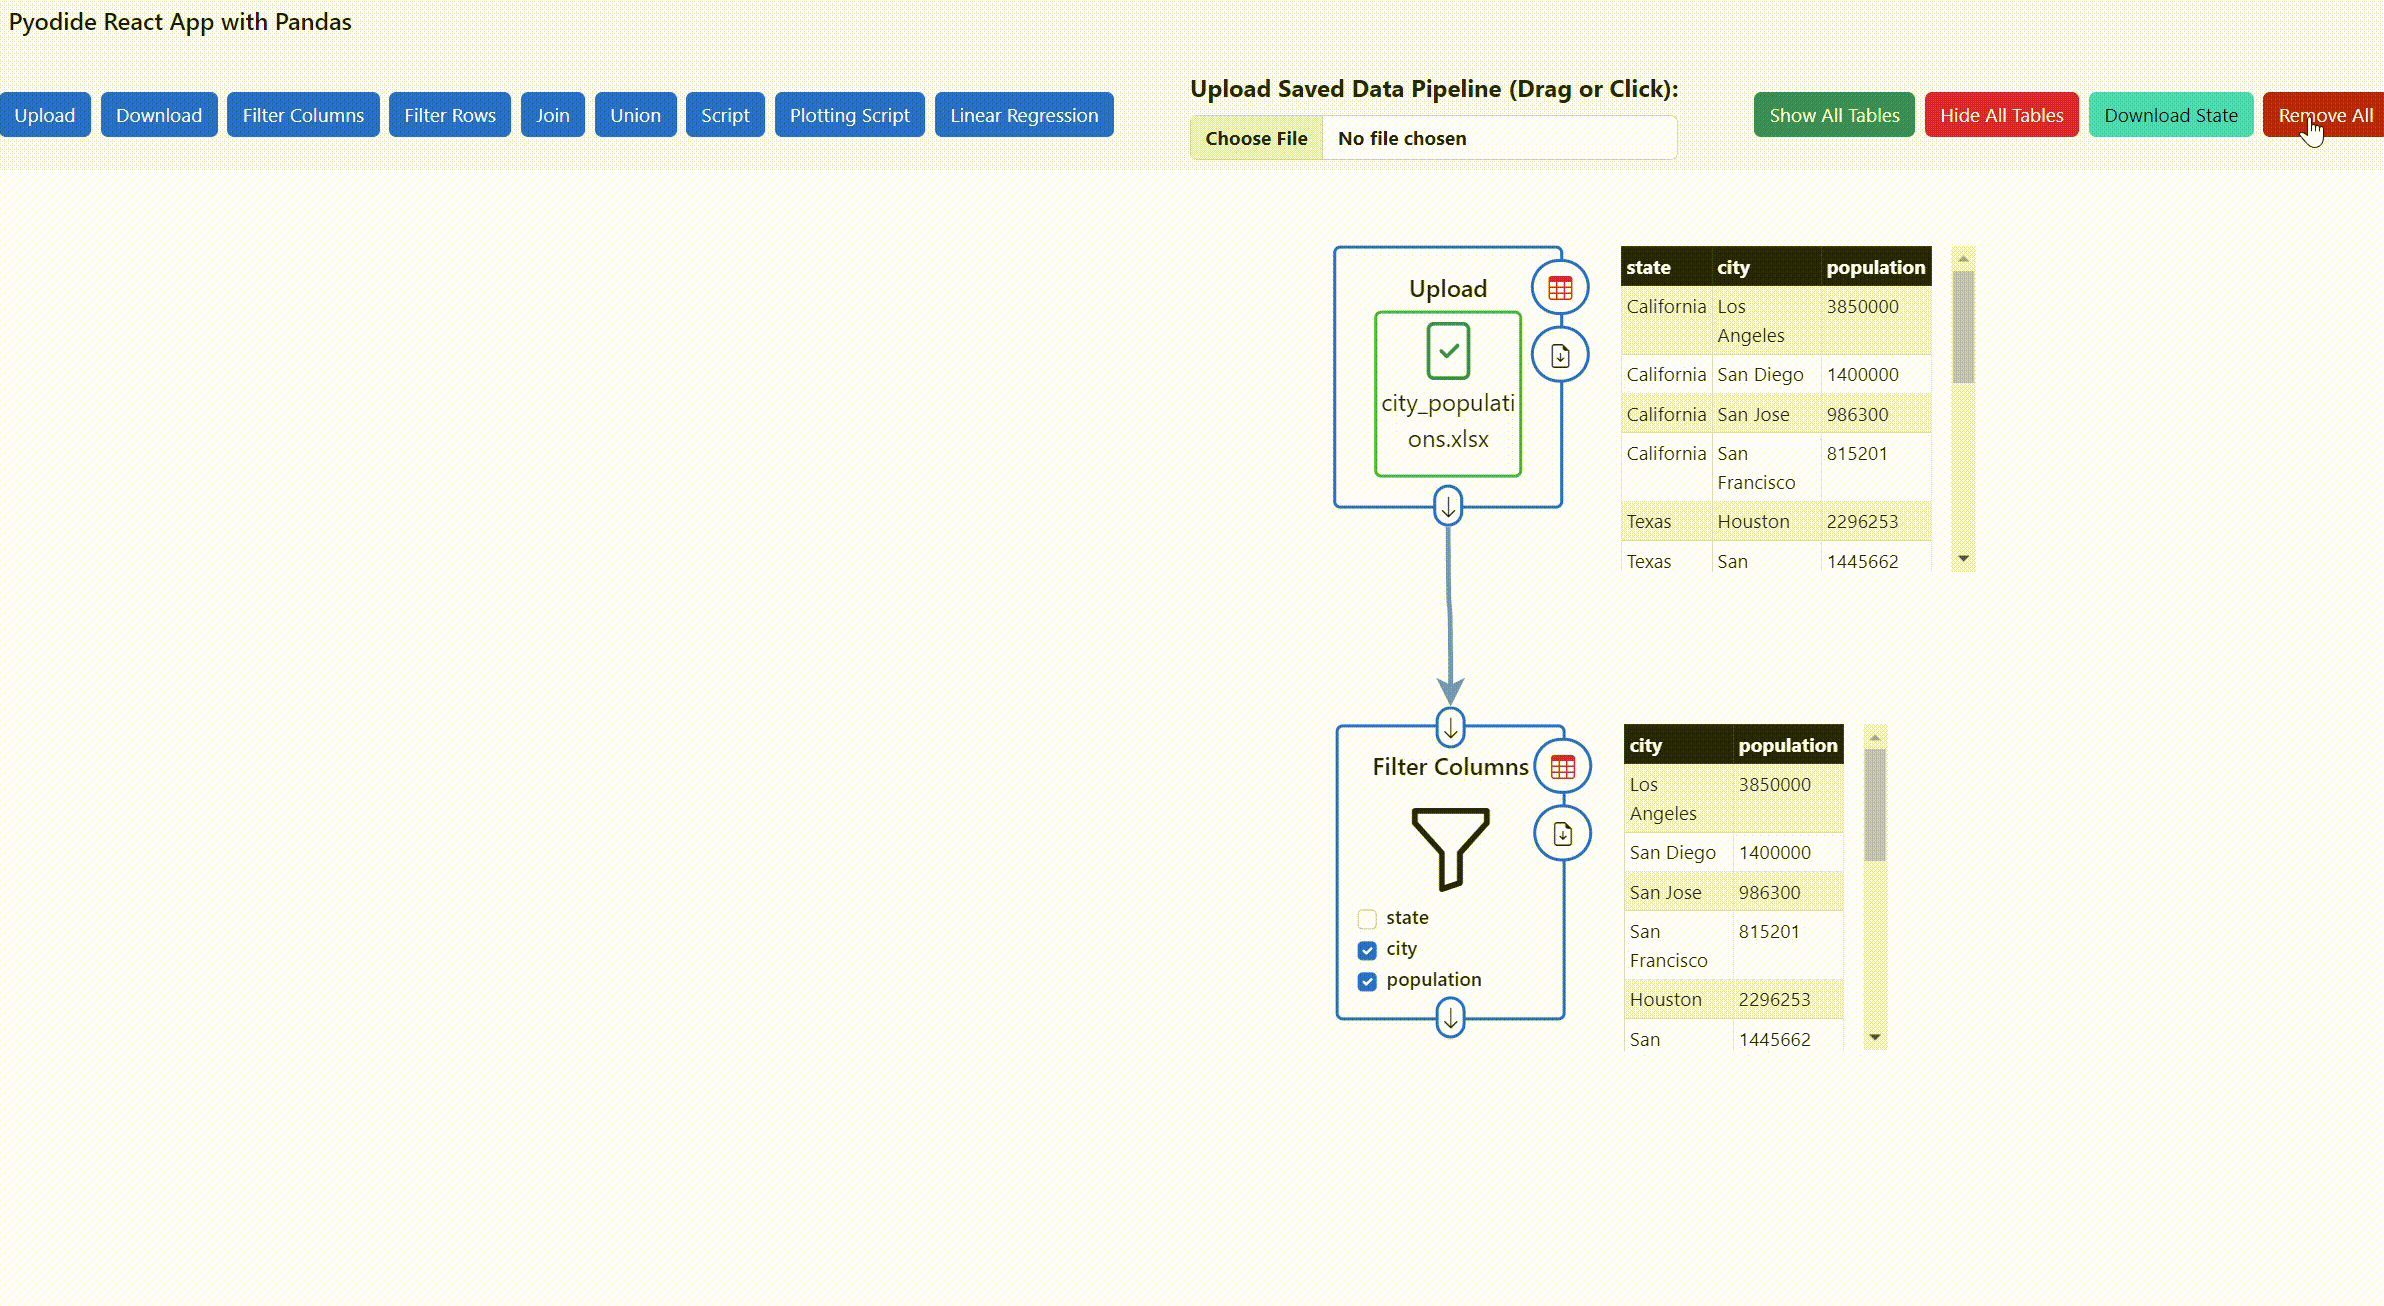 Pyodide React App with Pandas
Upload Saved Data Pipeline (Drag or Click):
Upload Download Filter Columns Filter Rows Join Union Script Plotting Script Linear Regression
Choose File No file chosen
Show All Tables Hide All Tables Download State Remove All
Upload
city_populati
ons.xlsx
state city population
California Los Angeles 3850000
California San Diego 1400000
California San Jose 986300
California San Francisco 815201
Texas Houston 2296253
Texas San 1445662
Filter Columns
state
city
population
city population
Los Angeles 3850000
San Diego 1400000
San Jose 986300
San Francisco 815201
Houston 2296253
San 1445662